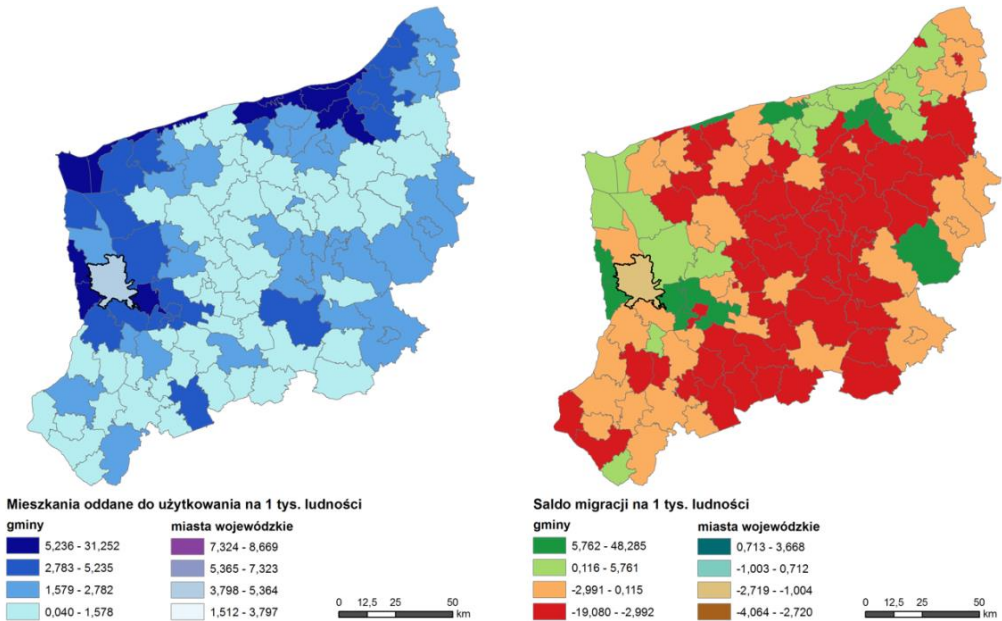 Mieszkania oddane do użytkowania na 1 tys. ludności
gminy
5,236 - 31,252
2,783 - 5,235
1,579 - 2,782
0,040 - 1,578
miasta wojewódzkie
7,324 - 8,669
5,365 - 7,323
3,798 - 5,364
1,512 - 3,797
0 12,5 25 50
km
Saldo migracji na 1 tys. ludności
gminy
5,762 - 48,285
0,116 - 5,761
-2,991 - 0,115
-19,080 - -2,992
miasta wojewódzkie
0,713 - 3,668
-1,003 - 0,712
-2,719 - -1,004
-4,064 - -2,720
0 12,5 25 50
km